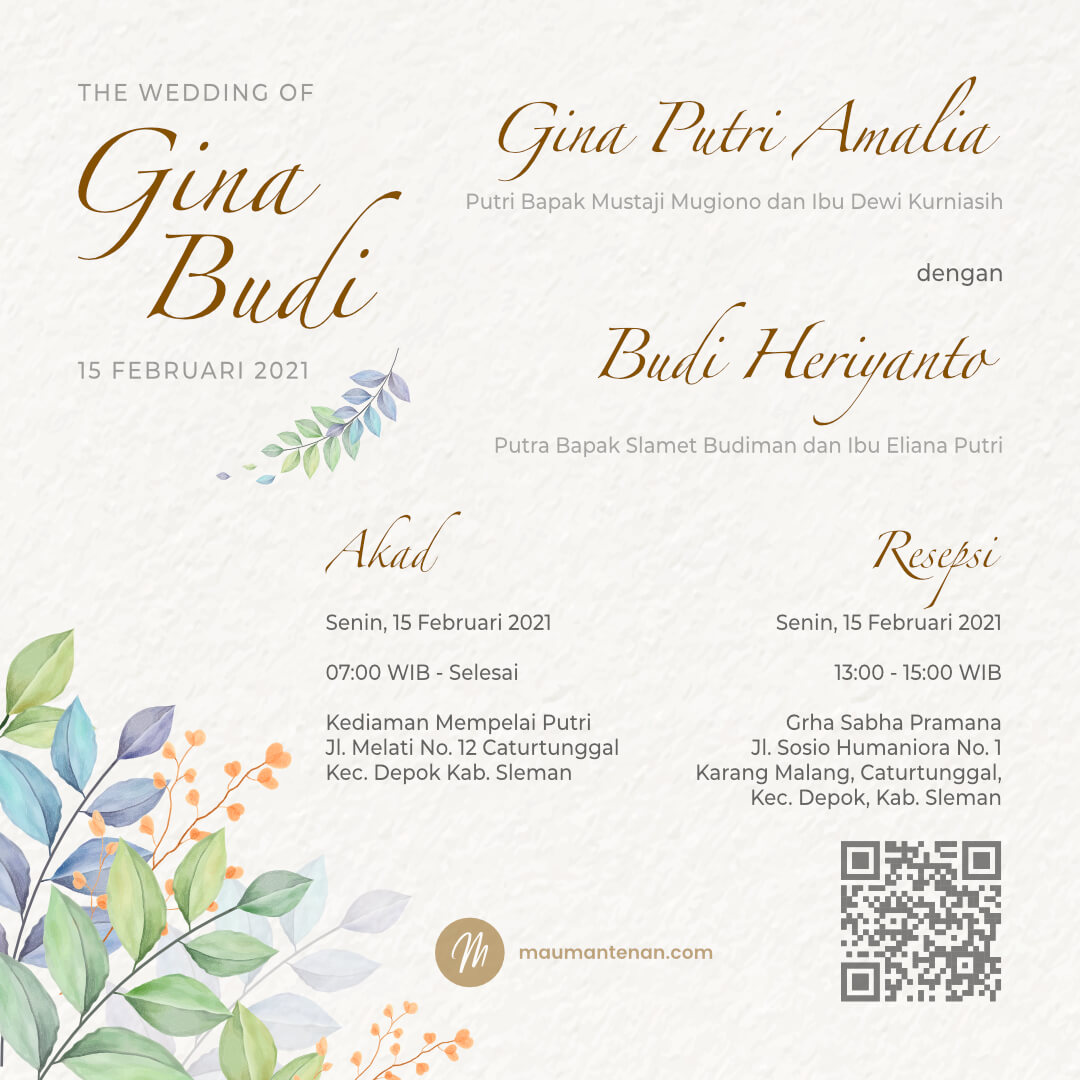 THE WEDDING OF
Gina
Budi
15 FEBRUARI 2021
Gina Putri Amalia
Putri Bapak Mustaji Mugiono dan Ibu Dewi Kurniasih
dengan
Budi Heriyanto
Putra Bapak Slamet Budiman dan Ibu Eliana Putri
Akad
Senin, 15 Februari 2021
07:00 WIB - Selesai
Kediaman Mempelai Putri
Jl. Melati No. 12 Caturtunggal
Kec. Depok Kab. Sleman
Resepsi
Senin, 15 Februari 2021
13:00 - 15:00 WIB
Grha Sabha Pramana
Jl. Sosio Humaniora No. 1
Karang Malang, Caturtunggal,
Kec. Depok, Kab. Sleman
M maumantenan.com